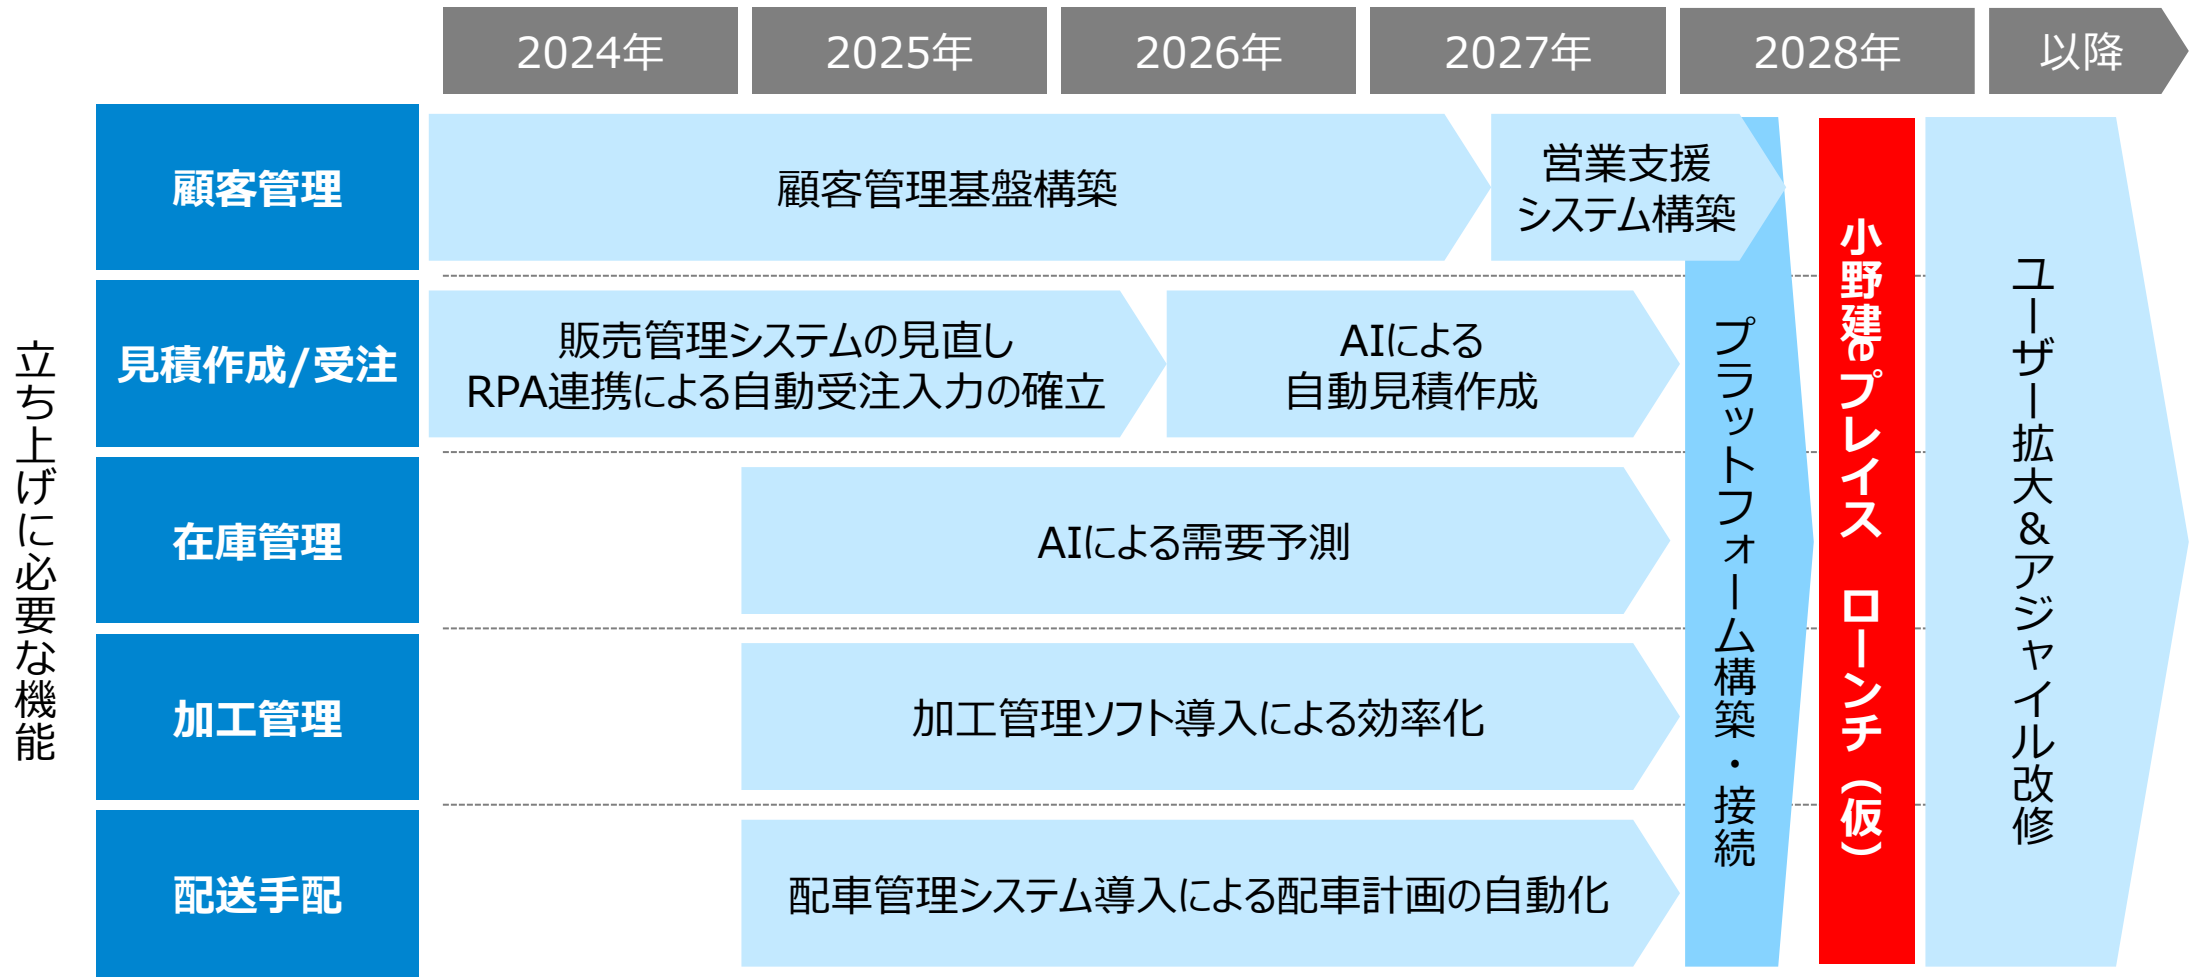 2024年
2025年
2026年
2027年
2028年
以降
立ち上げに必要な機能
顧客管理
顧客管理基盤構築
営業支援
システム構築
見積作成/受注
販売管理システムの見直し
RPA連携による自動受注入力の確立
AIによる
自動見積作成
在庫管理
AIによる需要予測
加工管理
加工管理ソフト導入による効率化
配送手配
配車管理システム導入による配車計画の自動化
プラットフォーム構築・接続
小野建eプレイス　ローンチ（仮）
ユーザー拡大&アジャイル改修